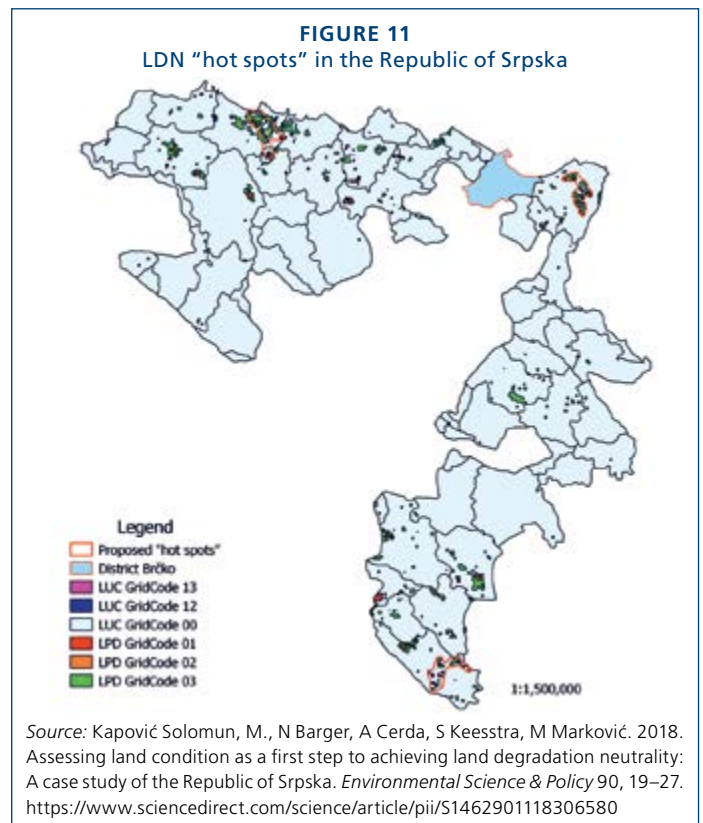 FIGURE 11
LDN “hot spots” in the Republic of Srpska
Legend
Proposed “hot spots”
District Brčko
LUC GridCode 13
LUC GridCode 12
LUC GridCode 00
LPD GridCode 01
LPD GridCode 02
LPD GridCode 03
1:1,500,000
Source: Kapović Solomun, M., N Barger, A Cerda, S Keesstra, M Marković. 2018.
Assessing land condition as a first step to achieving land degradation neutrality:
A case study of the Republic of Srpska. Environmental Science & Policy 90, 19–27.
https://www.sciencedirect.com/science/article/pii/S1462901118306580